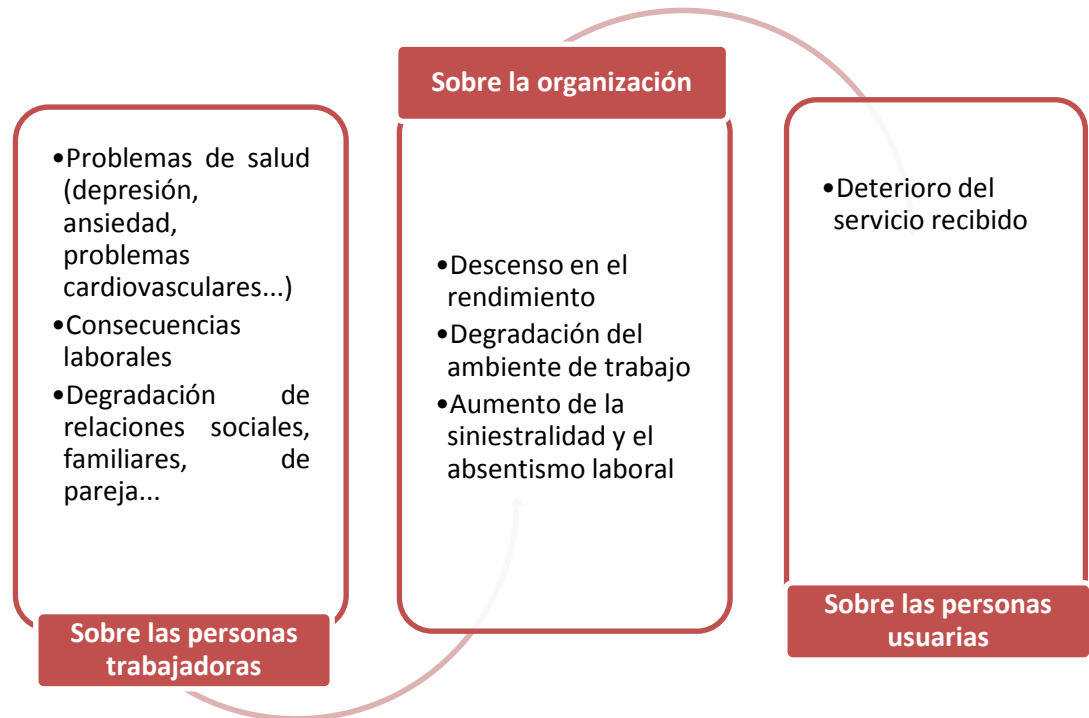 •Problemas de salud
(depresión,
ansiedad,
problemas
cardiovasculares...)
•Consecuencias
laborales
•Degradación de
relaciones sociales,
familiares, de
pareja...
Sobre las personas
trabajadoras
Sobre la organización
•Descenso en el
rendimiento
•Degradación del
ambiente de trabajo
•Aumento de la
siniestralidad y el
absentismo laboral
•Deterioro del
servicio recibido
Sobre las personas
usuarias